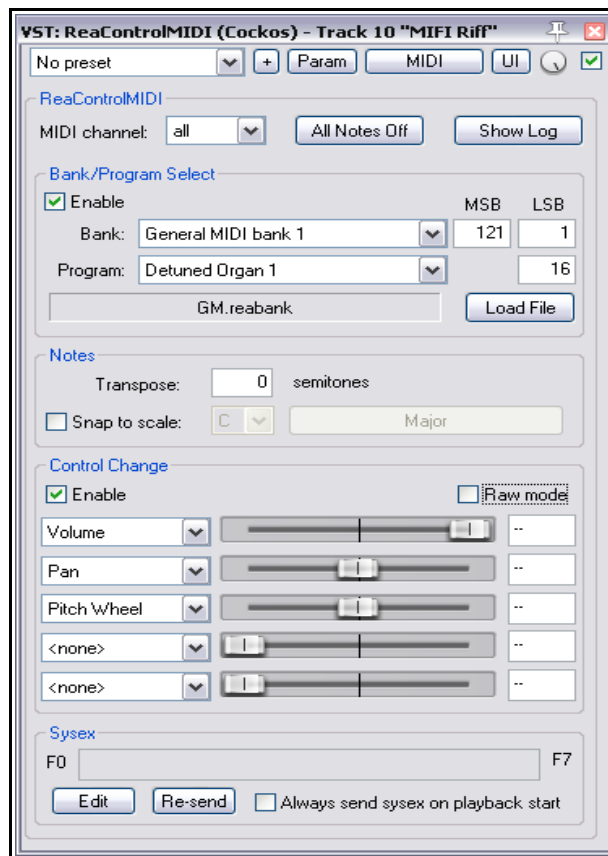 VST: ReaControlMIDI (Cockos) - Track 10 "MIFI Riff"
No preset + Param MIDI UI
ReaControlMIDI
MIDI channel: all All Notes Off Show Log
Bank/Program Select
Enable MSB LSB
Bank: General MIDI bank 1 121 1
Program: Detuned Organ 1 16
GM.reabank Load File
Notes
Transpose: 0 semitones
Snap to scale: C Major
Control Change
Enable Raw mode
Volume --
Pan --
Pitch Wheel --
<none> --
<none> --
Sysex
F0 F7
Edit Re-send Always send sysex on playback start